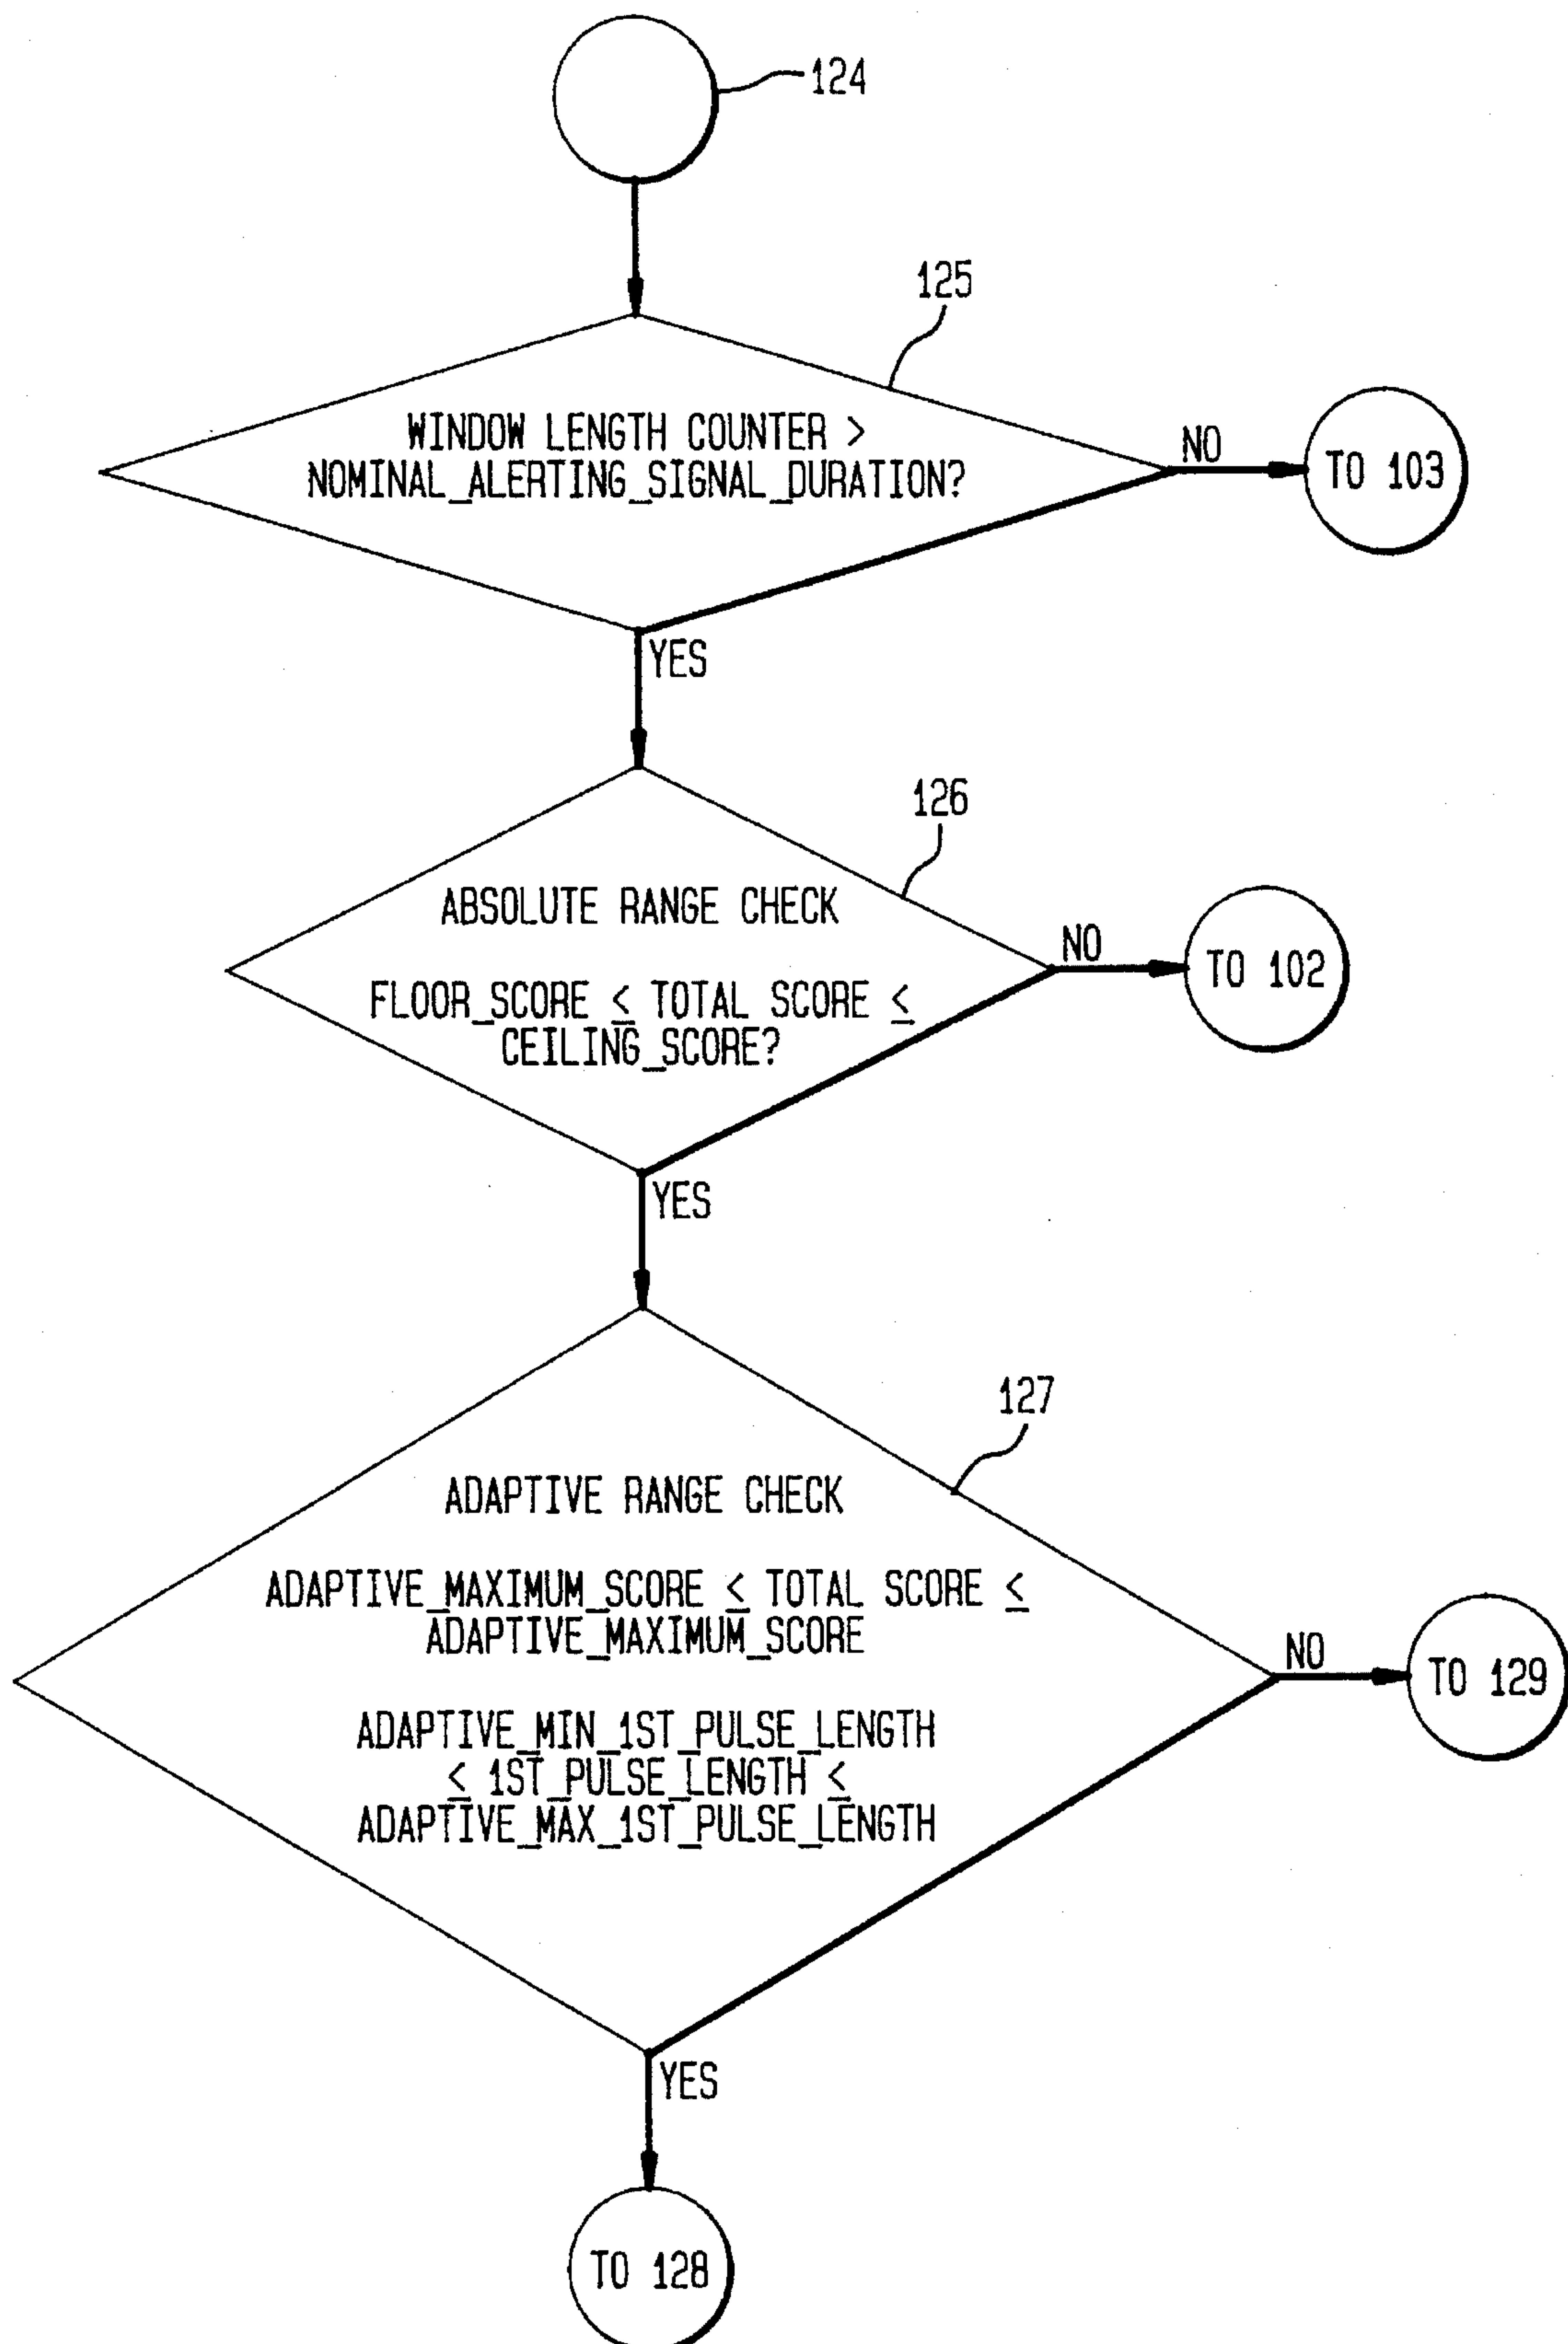 124
125
WINDOW LENGTH COUNTER >
NOMINAL_ALERTING_SIGNAL_DURATION?
NO
TO 103
YES
126
ABSOLUTE RANGE CHECK
FLOOR_SCORE ≤ TOTAL SCORE ≤
CEILING_SCORE?
NO
TO 102
YES
127
ADAPTIVE RANGE CHECK
ADAPTIVE_MAXIMUM_SCORE ≤ TOTAL SCORE ≤
ADAPTIVE_MAXIMUM_SCORE
ADAPTIVE_MIN_1ST_PULSE_LENGTH
≤ 1ST_PULSE_LENGTH ≤
ADAPTIVE_MAX_1ST_PULSE_LENGTH
NO
TO 129
YES
TO 128